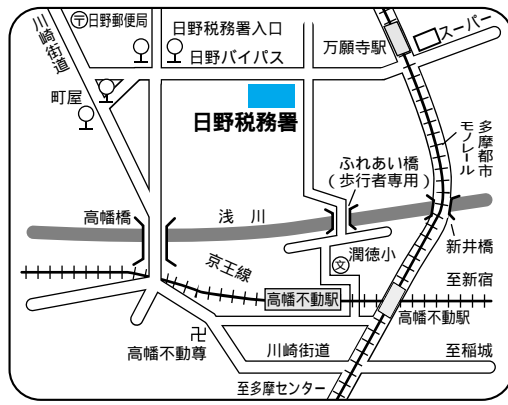 〒日野郵便局
川崎街道
日野税務署入口
日野バイパス
万願寺駅
スーパー
町屋
日野税務署
多摩都市
モノレール
ふれあい橋
(歩行者専用)
高幡橋
浅川
新井橋
京王線
文
潤徳小
至新宿
高幡不動駅
高幡不動駅
卍
高幡不動尊
川崎街道
至稲城
至多摩センター